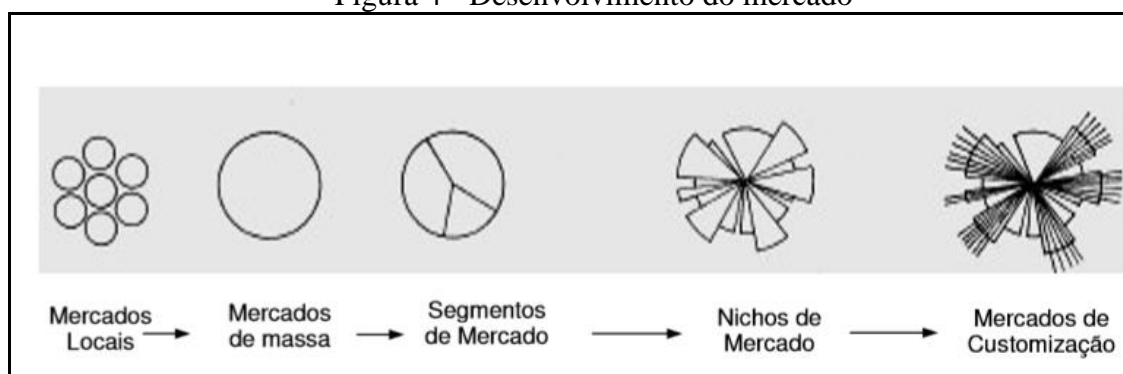 Figura 4 - Desenvolvimento do mercado
Mercados
Locais
Mercados
de massa
Segmentos
de Mercado
Nichos de
Mercado
Mercados de
Customização